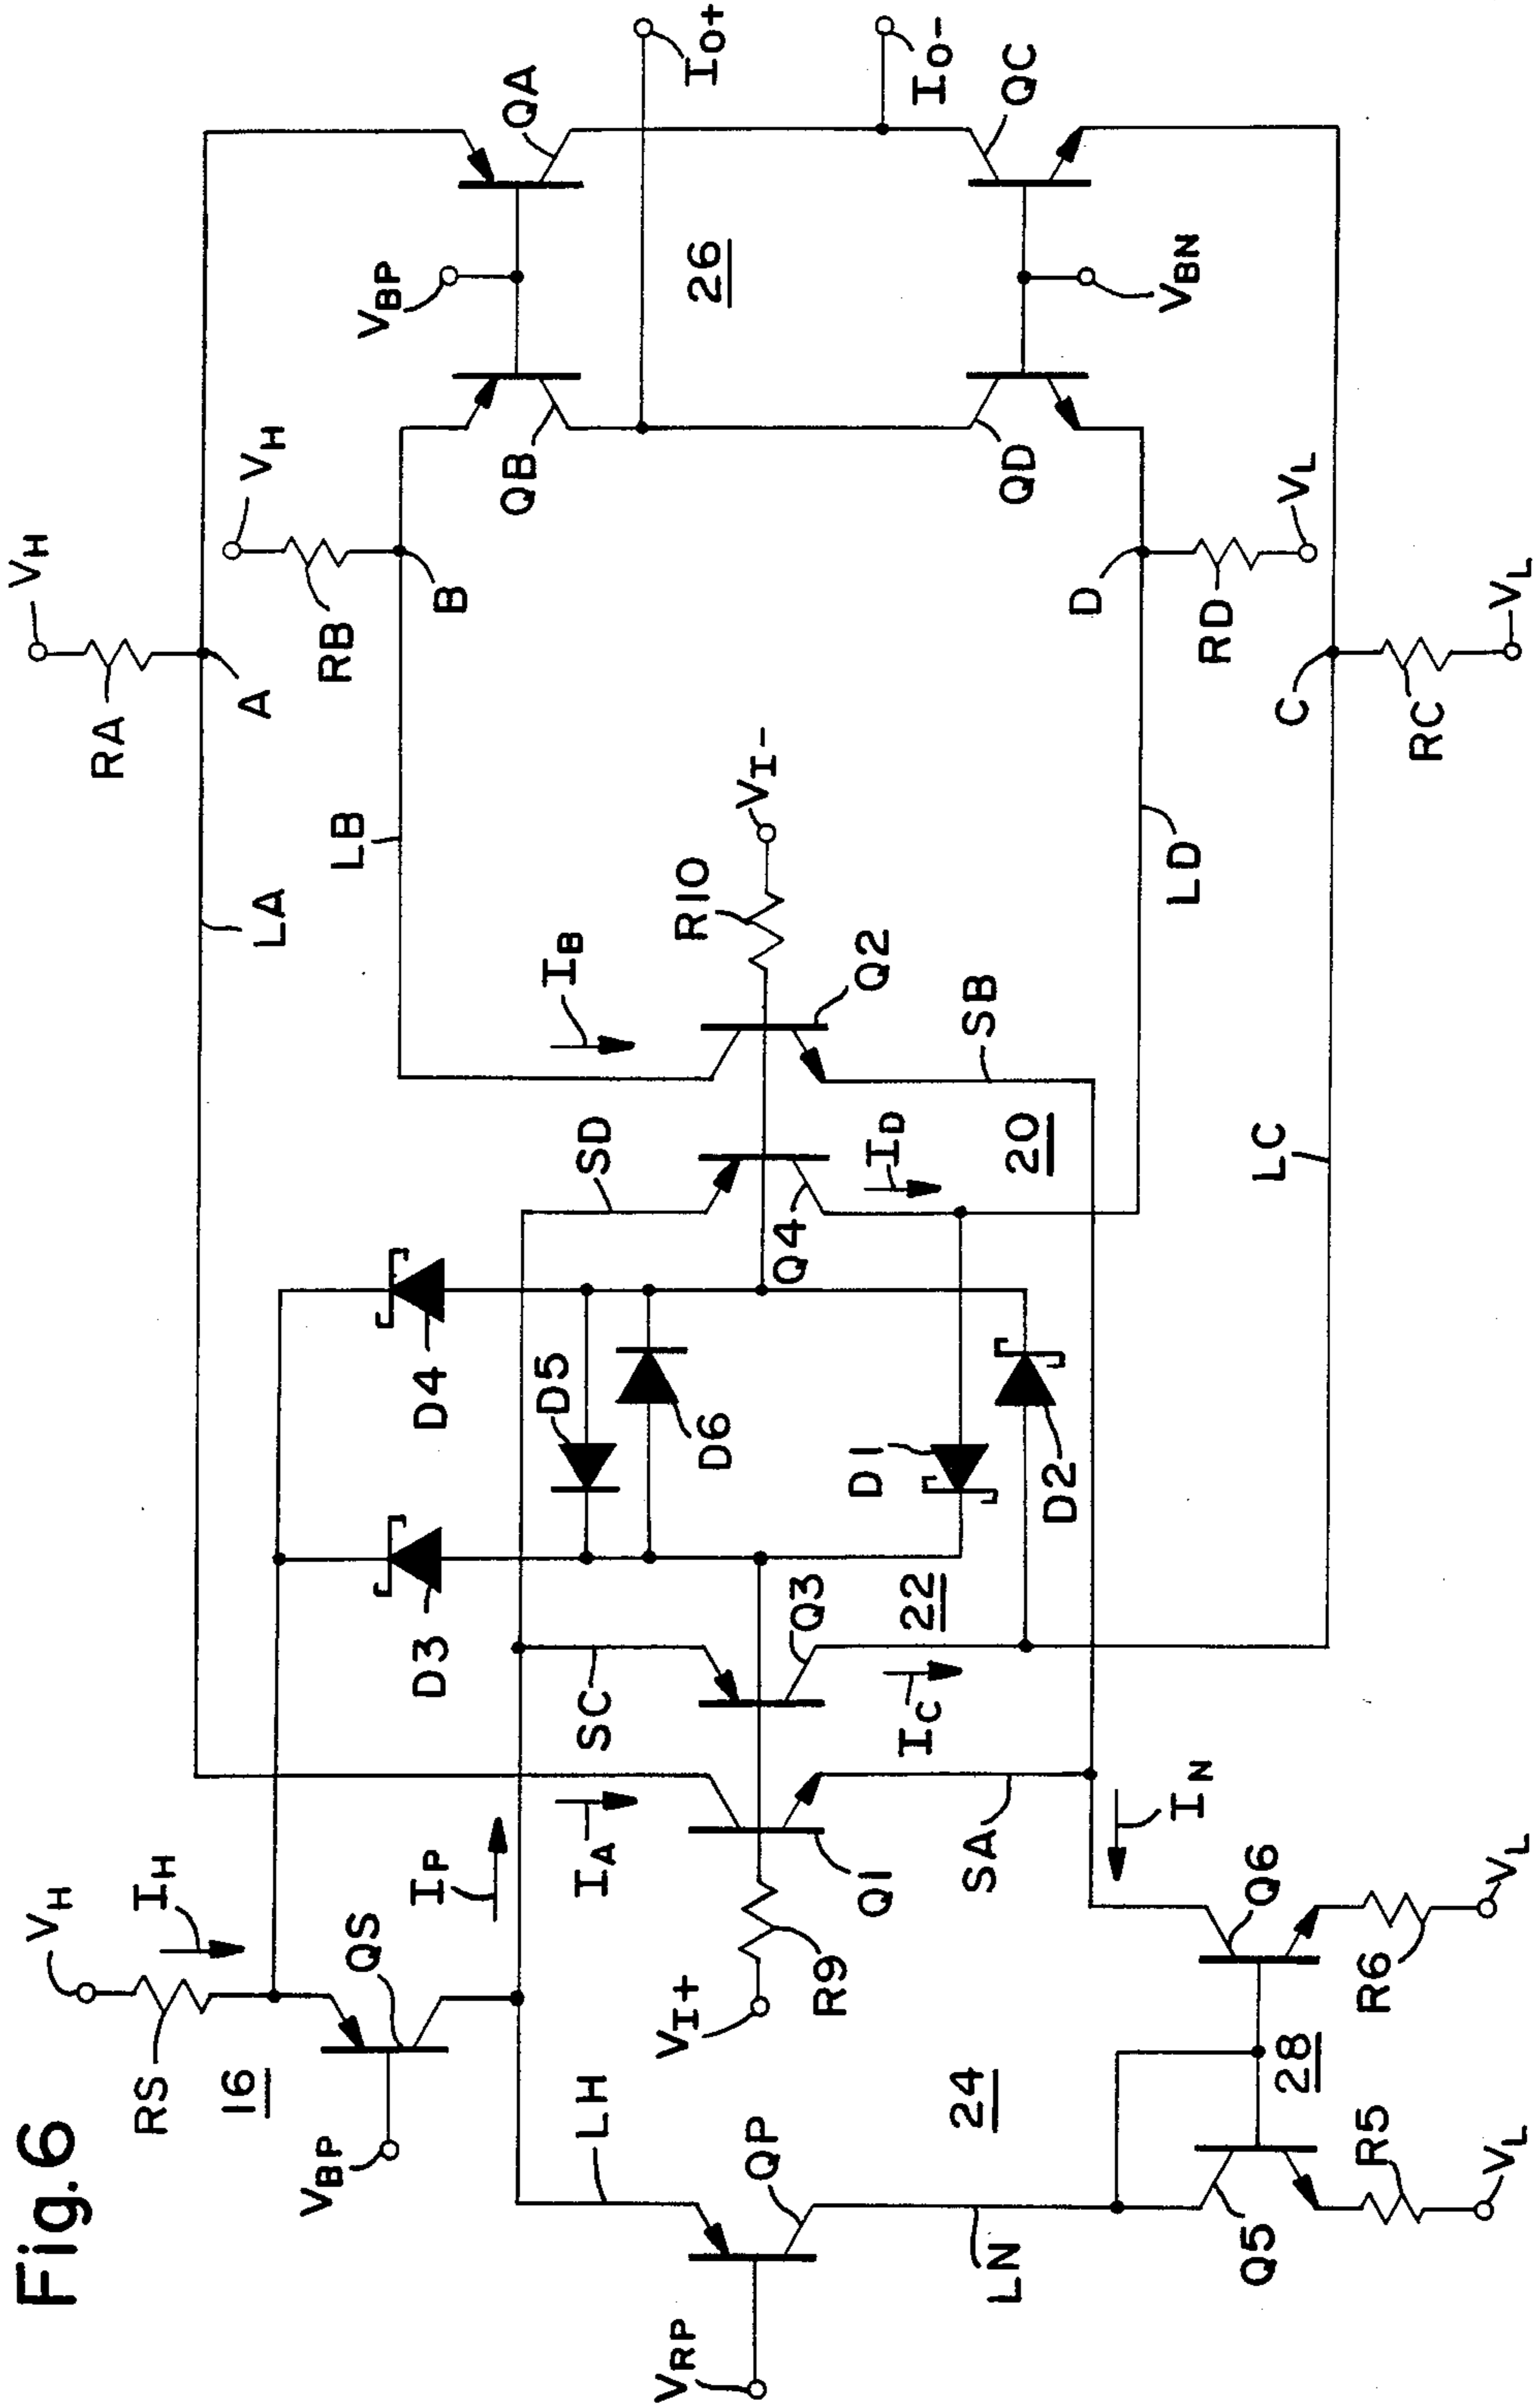 Fig.6
VH
RS
IH
16
VBP
QS
LH
IP
24
QP
VRP
LN
Q5
R5
VL
28
Q6
R6
VL
IN
VI+
R9
Q1
IA
SA
SC
Q3
IC
22
D3
D4
D5
D6
D1
D2
SD
Q4
ID
20
IB
Q2
SB
R10
VI-
LA
LB
LD
LC
VH
RA
A
VH
RB
B
D
RD
VL
C
RC
VL
QB
QA
VBP
26
VBN
QD
QC
IO+
IO-